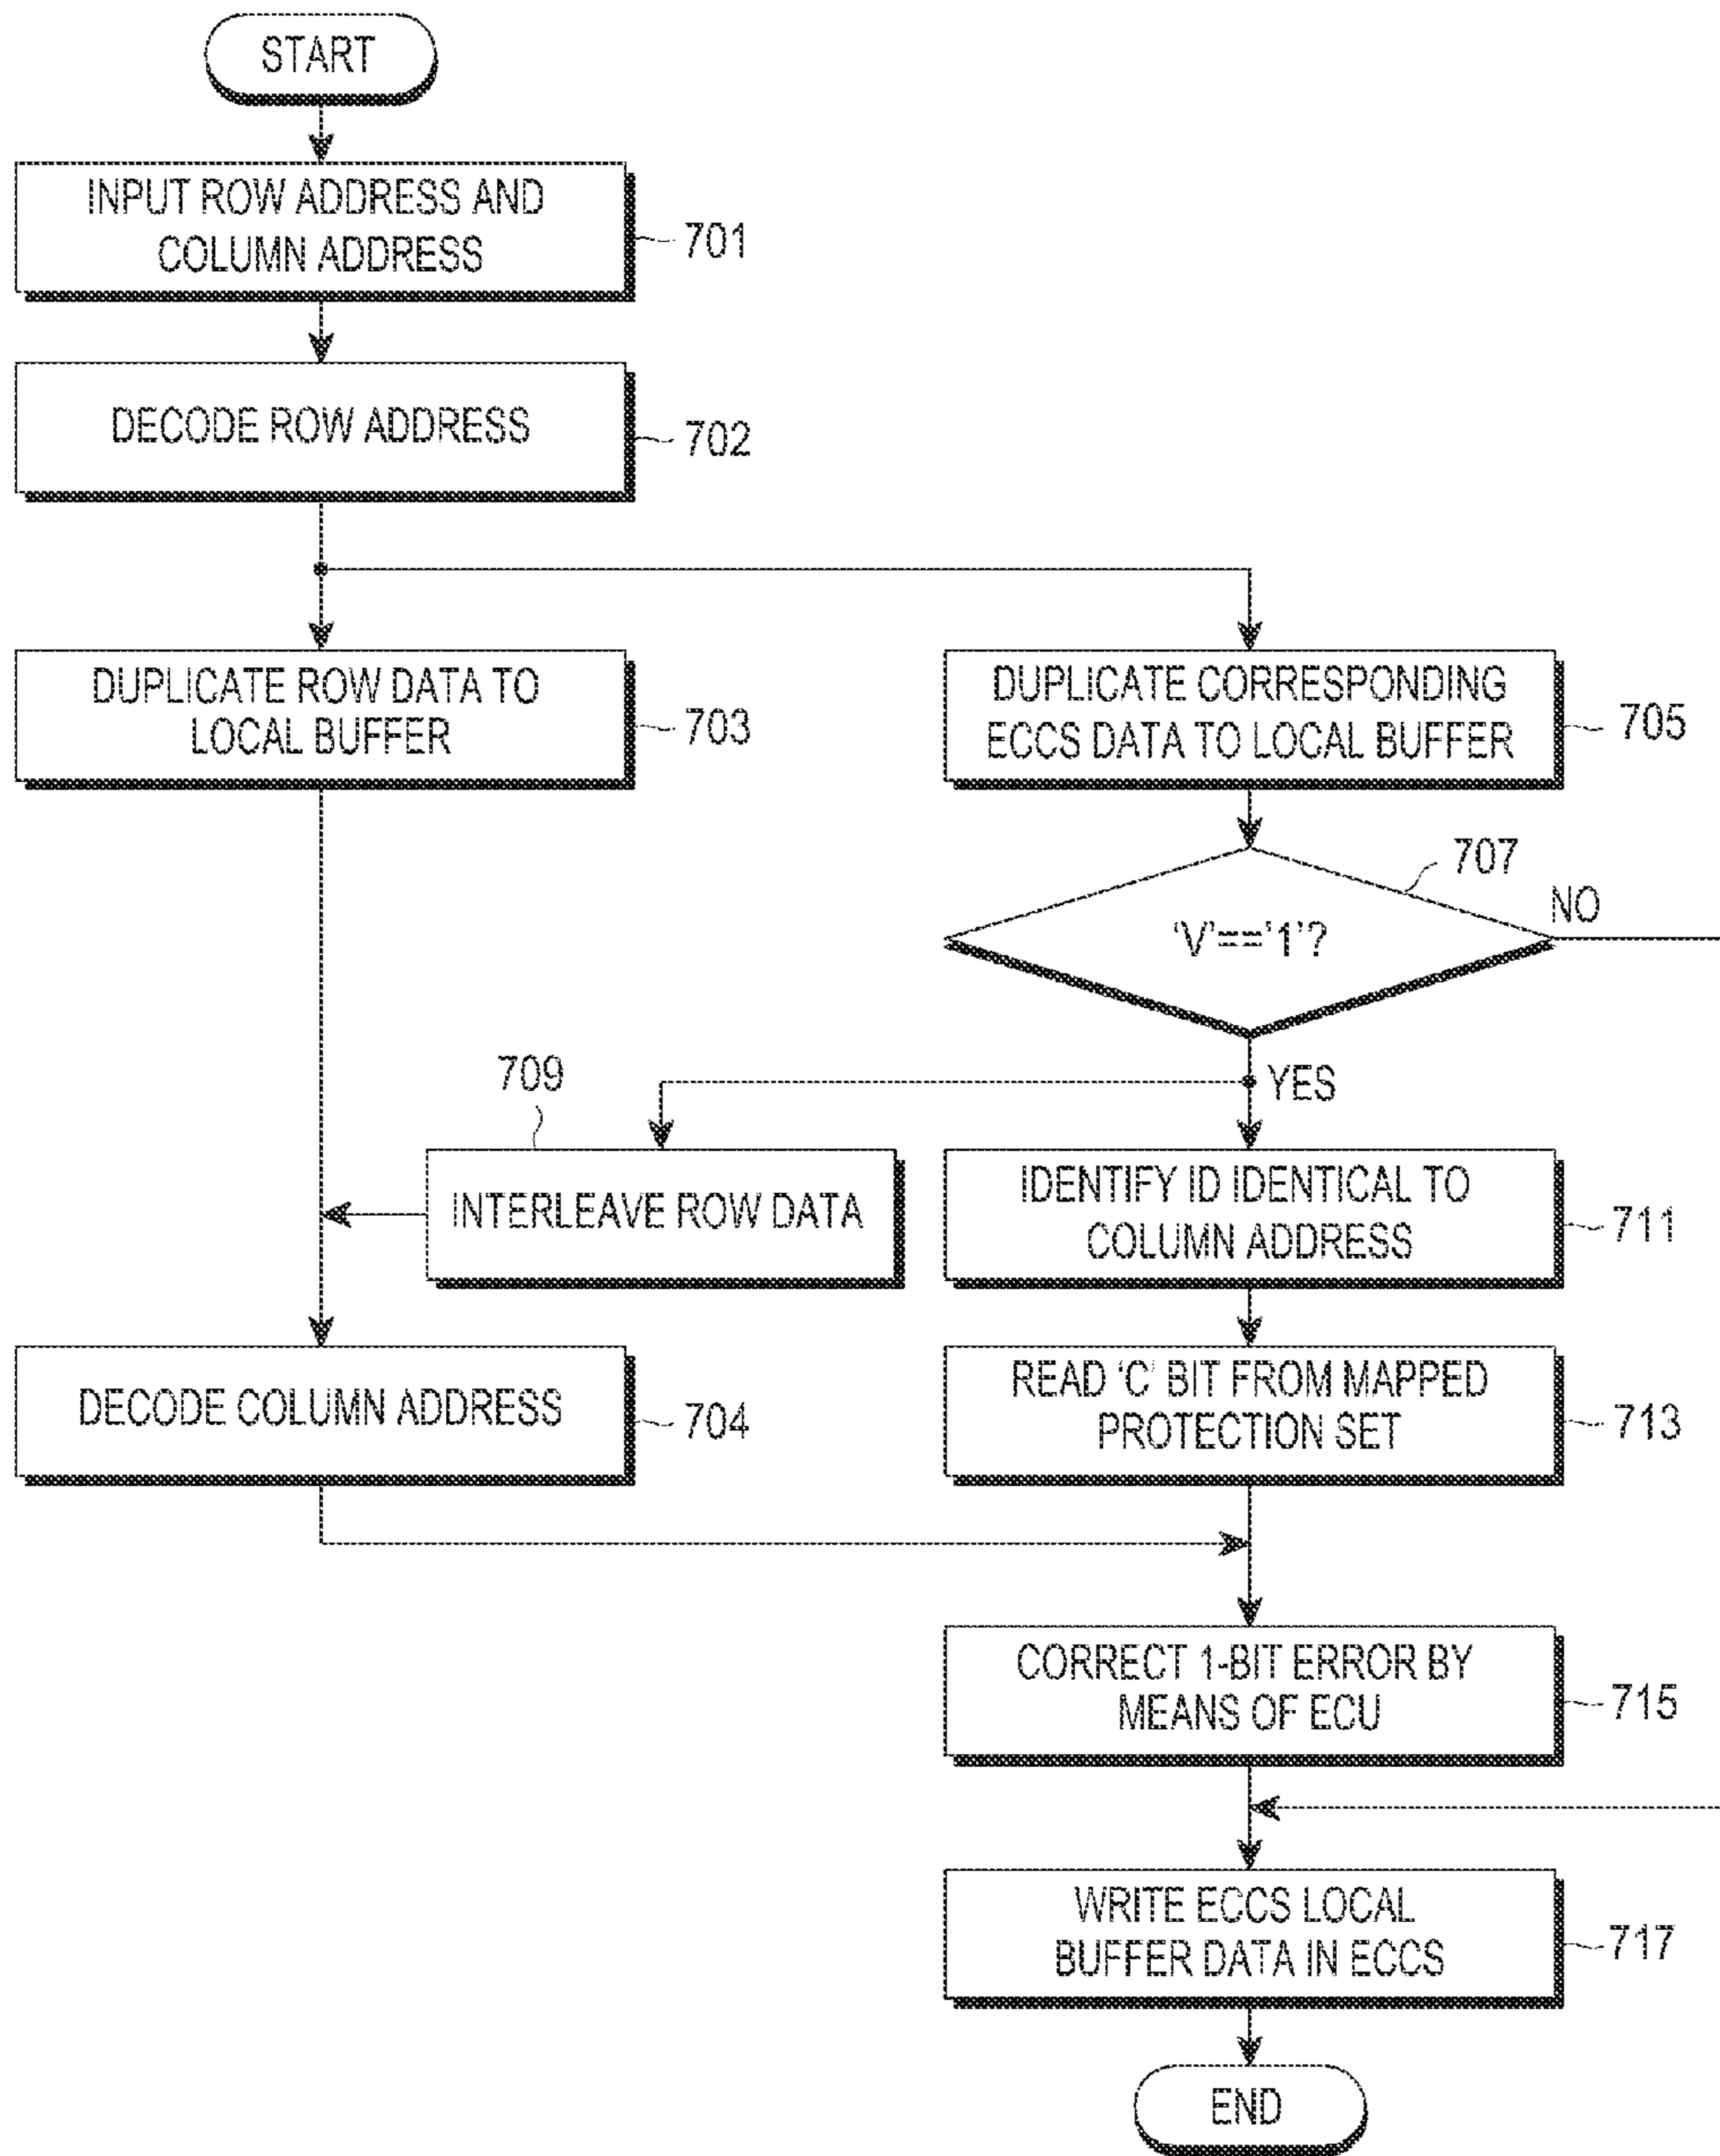 START
INPUT ROW ADDRESS AND
COLUMN ADDRESS
701
DECODE ROW ADDRESS
702
DUPLICATE ROW DATA TO
LOCAL BUFFER
703
DUPLICATE CORRESPONDING
ECCS DATA TO LOCAL BUFFER
705
707
NO
‘V’==‘1’?
YES
709
INTERLEAVE ROW DATA
IDENTIFY ID IDENTICAL TO
COLUMN ADDRESS
711
DECODE COLUMN ADDRESS
704
READ ‘C’ BIT FROM MAPPED
PROTECTION SET
713
CORRECT 1-BIT ERROR BY
MEANS OF ECU
715
WRITE ECCS LOCAL
BUFFER DATA IN ECCS
717
END